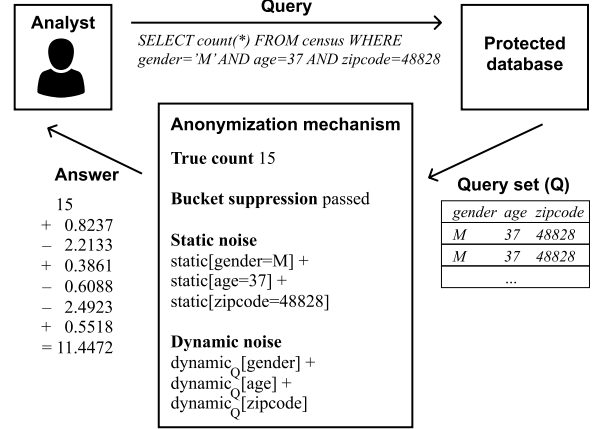 Query
Analyst
SELECT count(*) FROM census WHERE
gender='M' AND age=37 AND zipcode=48828
Protected
database
Anonymization mechanism
True count 15
Bucket suppression passed
Static noise
static[gender=M] +
static[age=37] +
static[zipcode=48828]
Dynamic noise
dynamicQ[gender] +
dynamicQ[age] +
dynamicQ[zipcode]
Answer
15
+ 0.8237
– 2.2133
+ 0.3861
– 0.6088
– 2.4923
+ 0.5518
= 11.4472
Query set (Q)
gender age zipcode
M 37 48828
M 37 48828
...